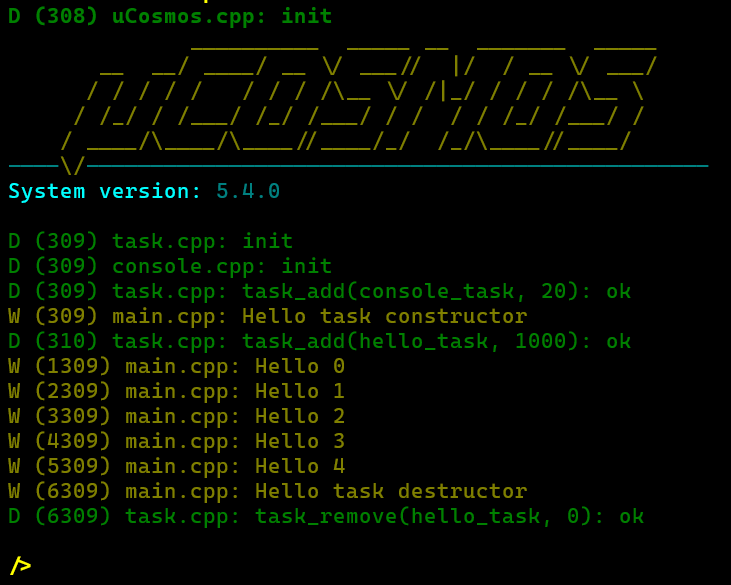 D (308) uCosmos.cpp: init
µCOSMOS
System version: 5.4.0
D (309) task.cpp: init
D (309) console.cpp: init
D (309) task.cpp: task_add(console_task, 20): ok
W (309) main.cpp: Hello task constructor
D (310) task.cpp: task_add(hello_task, 1000): ok
W (1309) main.cpp: Hello 0
W (2309) main.cpp: Hello 1
W (3309) main.cpp: Hello 2
W (4309) main.cpp: Hello 3
W (5309) main.cpp: Hello 4
W (6309) main.cpp: Hello task destructor
D (6309) task.cpp: task_remove(hello_task, 0): ok
/>